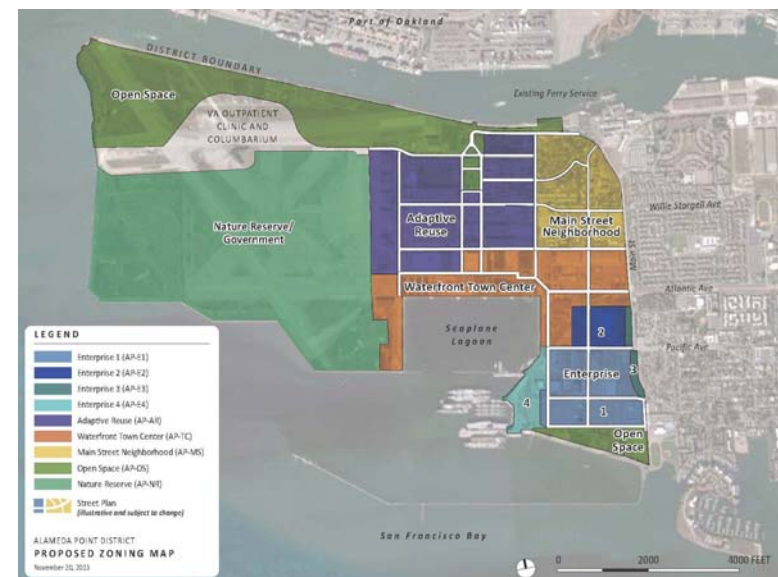 Port of Oakland
DISTRICT BOUNDARY
Existing Ferry Service
Open Space
VA OUTPATIENT
CLINIC AND
COLUMBARIUM
Willie Stargell Ave
Nature Reserve/
Government
Adaptive
Reuse
Main Street
Neighborhood
Main St
Waterfront Town Center
Atlantic Ave
Seaplane
Lagoon
2
Pacific Ave
Enterprise
3
4
1
Open
Space
San Francisco Bay
LEGEND
Enterprise 1 (AP-E1)
Enterprise 2 (AP-E2)
Enterprise 3 (AP-E3)
Enterprise 4 (AP-E4)
Adaptive Reuse (AP-AR)
Waterfront Town Center (AP-TC)
Main Street Neighborhood (AP-MS)
Open Space (AP-OS)
Nature Reserve (AP-NR)
Street Plan
(illustrative and subject to change)
ALAMEDA POINT DISTRICT
PROPOSED ZONING MAP
November 20, 2013
0 2000 4000 FEET